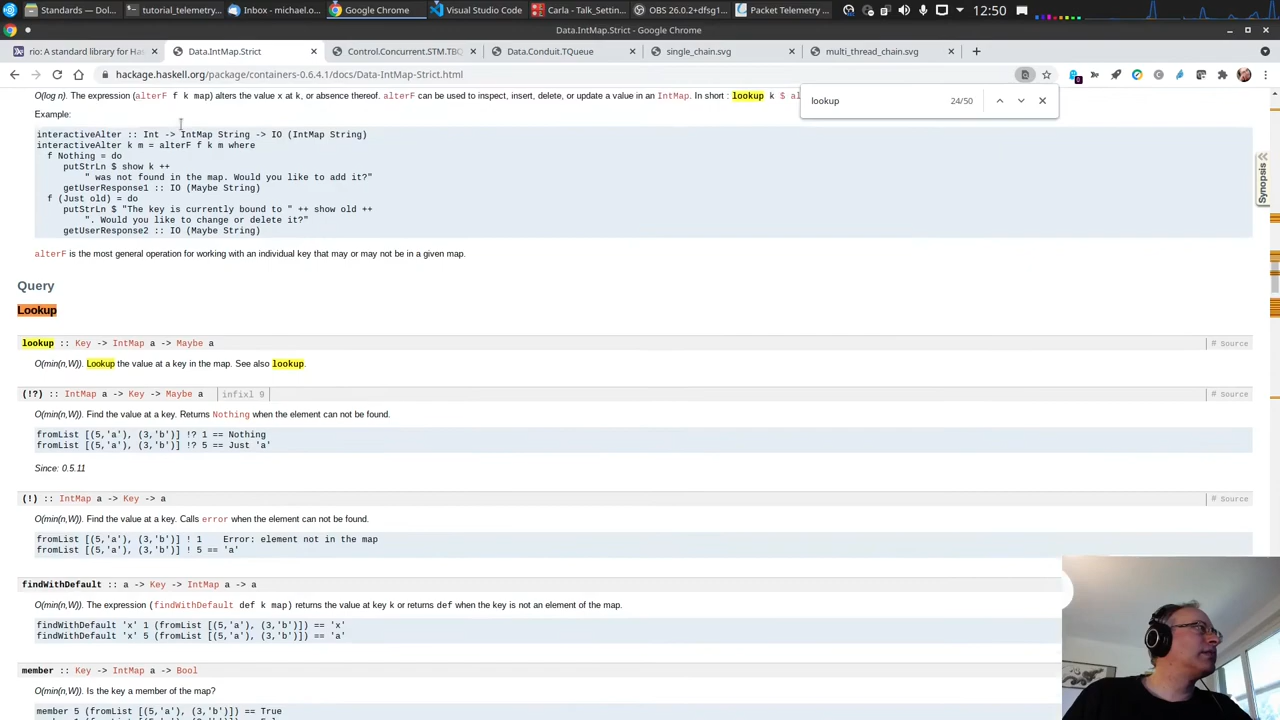 Standards — Dol...
tutorial_telemetry...
Inbox - michael.o...
Google Chrome
Visual Studio Code
Carla - Talk_Settin...
OBS 26.0.2+dfsg1...
Packet Telemetry ...
12:50
Data.IntMap.Strict - Google Chrome
rio: A standard library for Has
Data.IntMap.Strict
Control.Concurrent.STM.TBQ
Data.Conduit.TQueue
single_chain.svg
multi_thread_chain.svg
hackage.haskell.org/package/containers-0.6.4.1/docs/Data-IntMap-Strict.html
lookup
24/50
O(log n). The expression (alterF f k map) alters the value x at k, or absence thereof. alterF can be used to inspect, insert, delete, or update a value in an IntMap. In short : lookup k $ al
Example:
interactiveAlter :: Int -> IntMap String -> IO (IntMap String)
interactiveAlter k m = alterF f k m where
f Nothing = do
putStrLn $ show k ++
" was not found in the map. Would you like to add it?"
getUserResponse1 :: IO (Maybe String)
f (Just old) = do
putStrLn $ "The key is currently bound to " ++ show old ++
". Would you like to change or delete it?"
getUserResponse2 :: IO (Maybe String)
alterF is the most general operation for working with an individual key that may or may not be in a given map.
Synopsis
Query
Lookup
lookup :: Key -> IntMap a -> Maybe a
# Source
O(min(n,W)). Lookup the value at a key in the map. See also lookup.
(!?) :: IntMap a -> Key -> Maybe a
infixl 9
# Source
O(min(n,W)). Find the value at a key. Returns Nothing when the element can not be found.
fromList [(5,'a'), (3,'b')] !? 1 == Nothing
fromList [(5,'a'), (3,'b')] !? 5 == Just 'a'
Since: 0.5.11
(!) :: IntMap a -> Key -> a
# Source
O(min(n,W)). Find the value at a key. Calls error when the element can not be found.
fromList [(5,'a'), (3,'b')] ! 1    Error: element not in the map
fromList [(5,'a'), (3,'b')] ! 5 == 'a'
findWithDefault :: a -> Key -> IntMap a -> a
O(min(n,W)). The expression (findWithDefault def k map) returns the value at key k or returns def when the key is not an element of the map.
findWithDefault 'x' 1 (fromList [(5,'a'), (3,'b')]) == 'x'
findWithDefault 'x' 5 (fromList [(5,'a'), (3,'b')]) == 'a'
member :: Key -> IntMap a -> Bool
O(min(n,W)). Is the key a member of the map?
member 5 (fromList [(5,'a'), (3,'b')]) == True